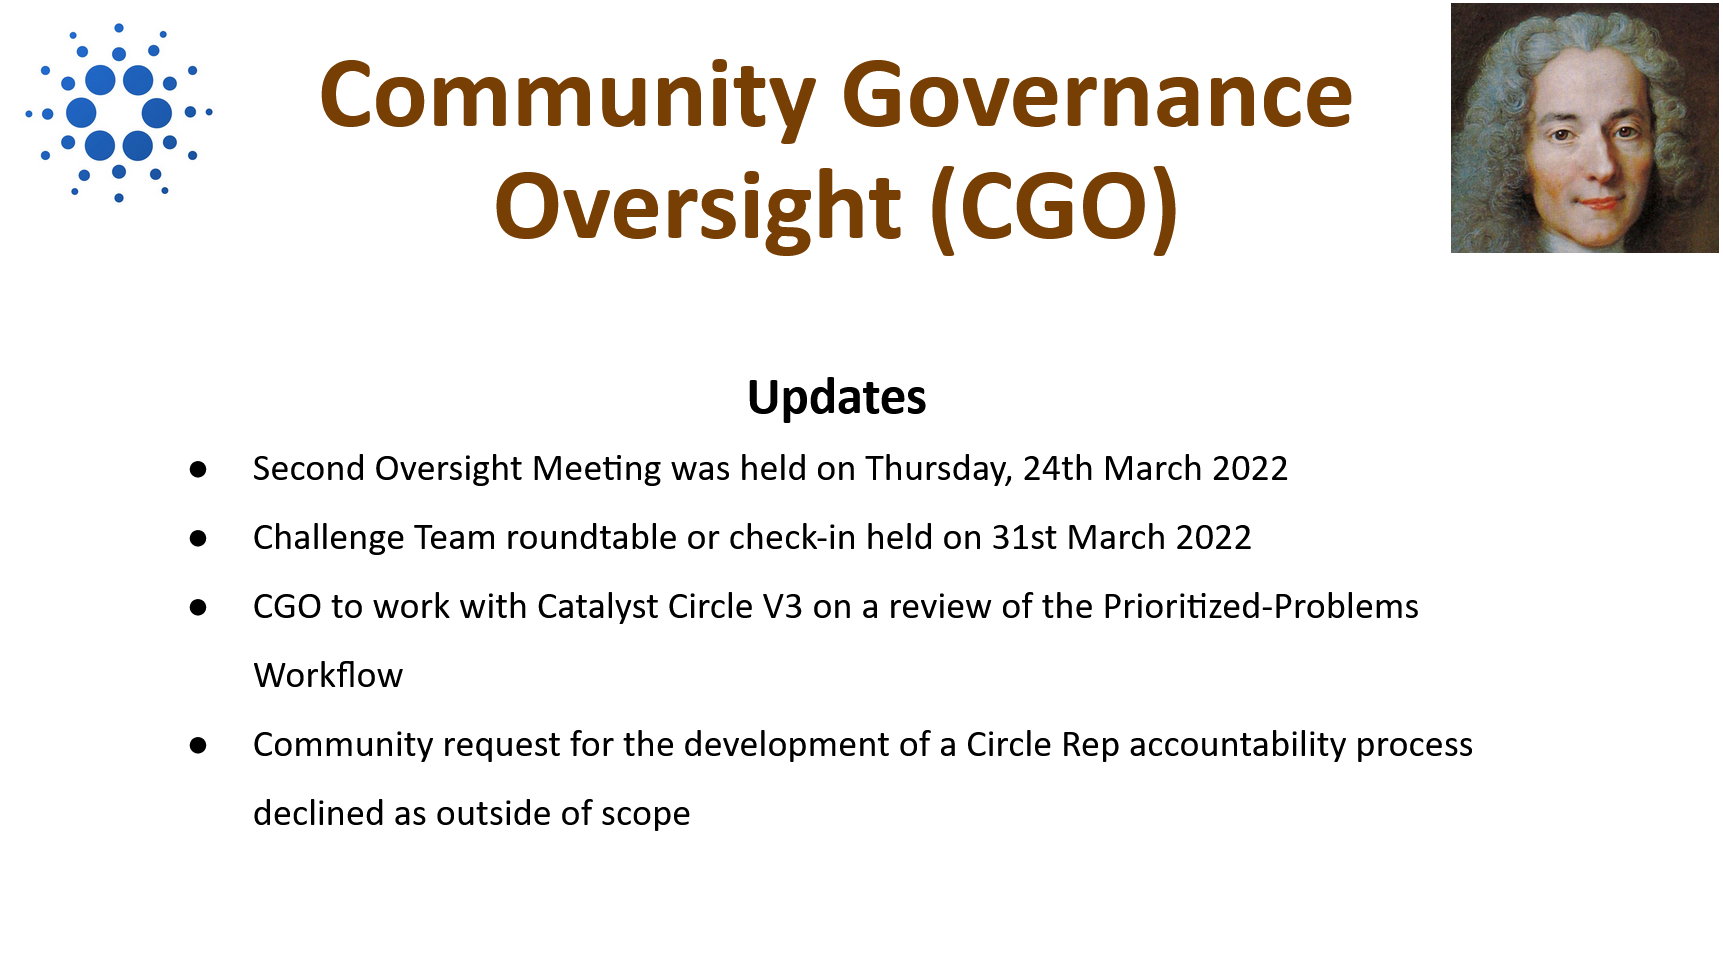 Community Governance
Oversight (CGO)
Updates
● Second Oversight Meeting was held on Thursday, 24th March 2022
● Challenge Team roundtable or check-in held on 31st March 2022
● CGO to work with Catalyst Circle V3 on a review of the Prioritized-Problems
Workflow
● Community request for the development of a Circle Rep accountability process
declined as outside of scope